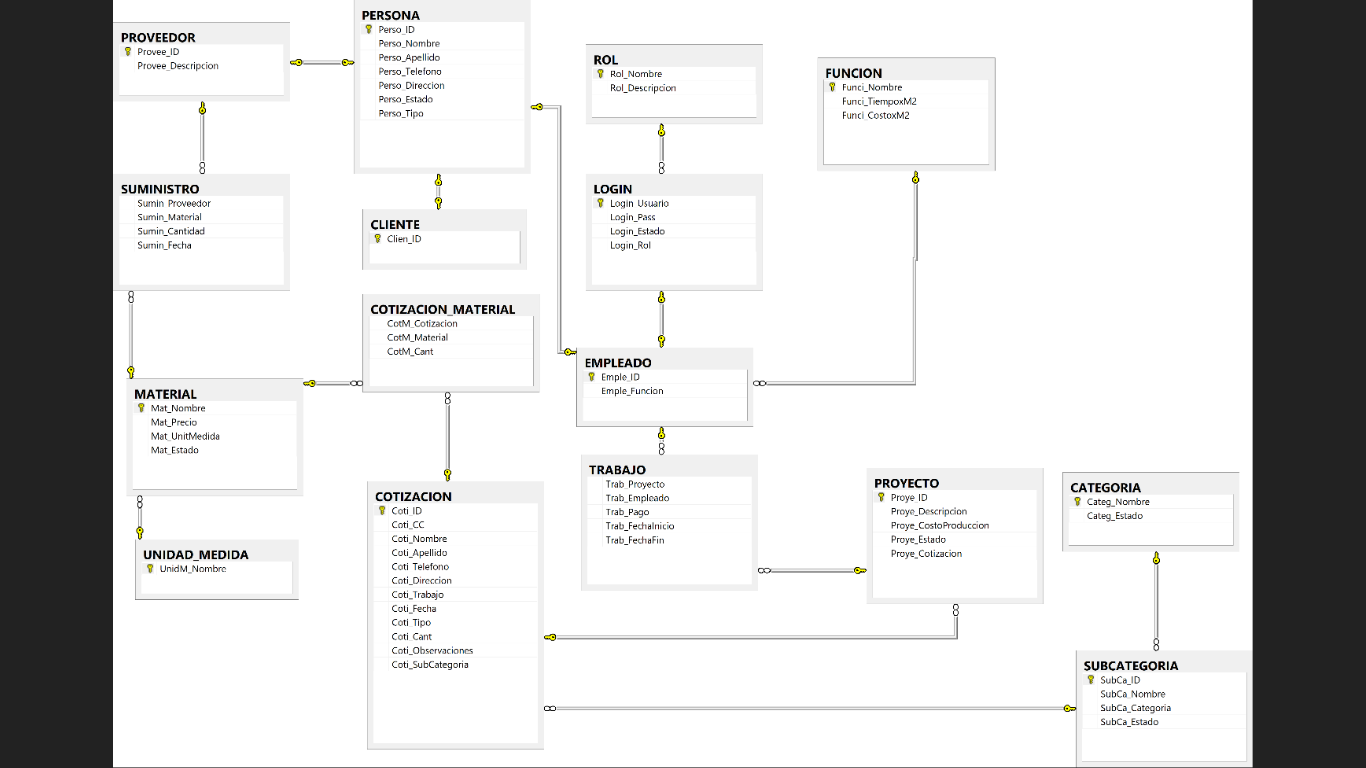 PROVEEDOR
Provee_ID
Provee_Descripcion
PERSONA
Perso_ID
Perso_Nombre
Perso_Apellido
Perso_Telefono
Perso_Direccion
Perso_Estado
Perso_Tipo
ROL
Rol_Nombre
Rol_Descripcion
FUNCION
Funci_Nombre
Funci_TiempoxM2
Funci_CostoxM2
SUMINISTRO
Sumin_Proveedor
Sumin_Material
Sumin_Cantidad
Sumin_Fecha
CLIENTE
Clien_ID
LOGIN
Login_Usuario
Login_Pass
Login_Estado
Login_Rol
COTIZACION_MATERIAL
CotM_Cotizacion
CotM_Material
CotM_Cant
EMPLEADO
Emple_ID
Emple_Funcion
MATERIAL
Mat_Nombre
Mat_Precio
Mat_UnitMedida
Mat_Estado
UNIDAD_MEDIDA
UnidM_Nombre
COTIZACION
Coti_ID
Coti_CC
Coti_Nombre
Coti_Apellido
Coti_Telefono
Coti_Direccion
Coti_Trabajo
Coti_Fecha
Coti_Tipo
Coti_Cant
Coti_Observaciones
Coti_SubCategoria
TRABAJO
Trab_Proyecto
Trab_Empleado
Trab_Pago
Trab_FechaInicio
Trab_FechaFin
PROYECTO
Proye_ID
Proye_Descripcion
Proye_CostoProduccion
Proye_Estado
Proye_Cotizacion
CATEGORIA
Categ_Nombre
Categ_Estado
SUBCATEGORIA
SubCa_ID
SubCa_Nombre
SubCa_Categoria
SubCa_Estado